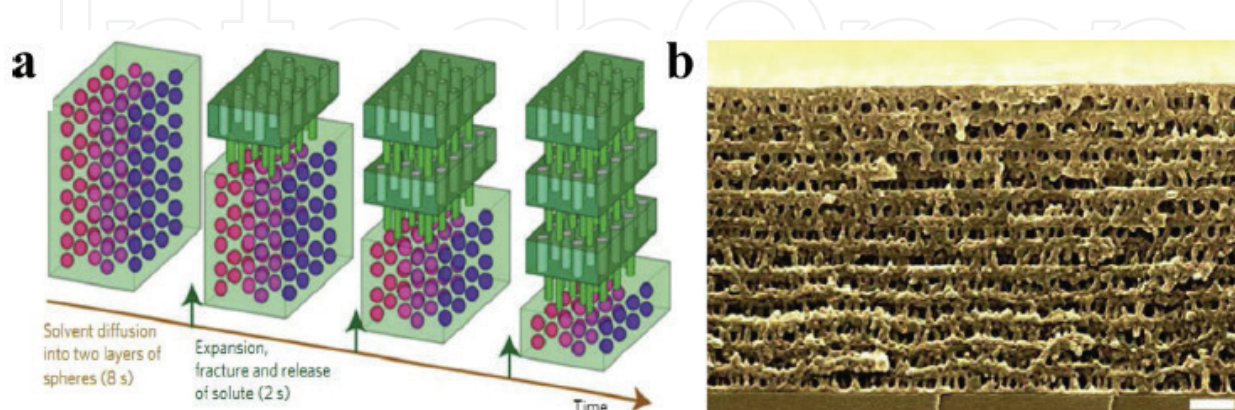 a
b
Solvent diffusion
into two layers of
spheres (8 s)
Expansion,
fracture and release
of solute (2 s)
Time